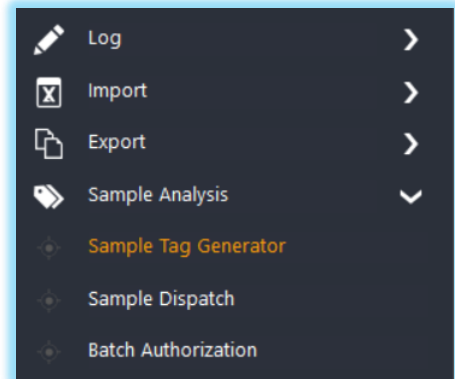 Log
Import
Export
Sample Analysis
Sample Tag Generator
Sample Dispatch
Batch Authorization